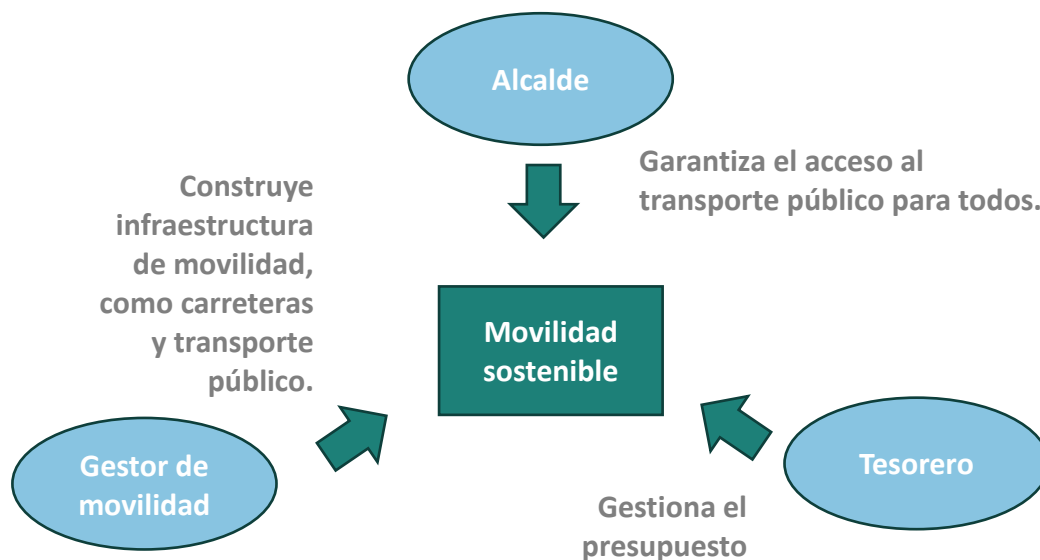 Alcalde
Garantiza el acceso al
transporte público para todos.
Construye
infraestructura
de movilidad,
como carreteras
y transporte
público.
Movilidad
sostenible
Gestor de
movilidad
Tesorero
Gestiona el
presupuesto